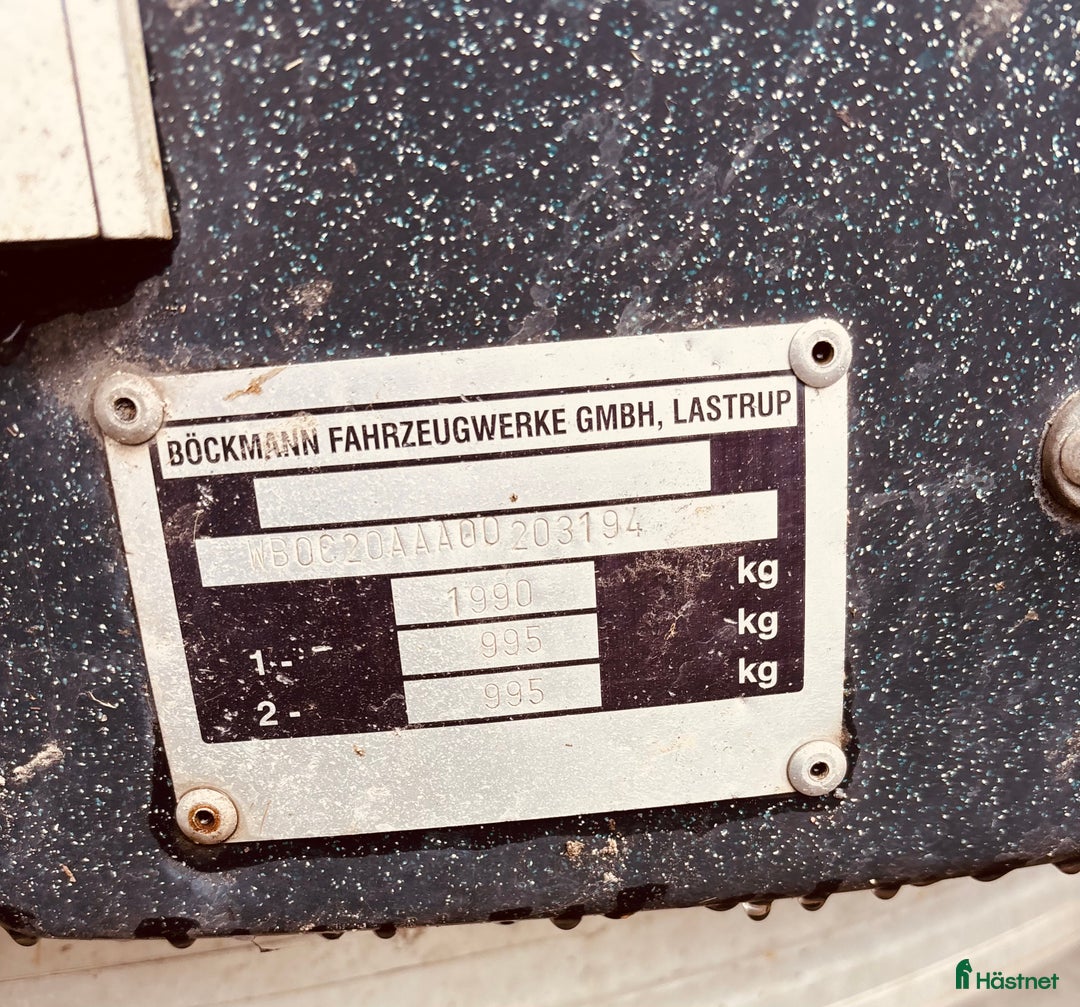 BÖCKMANN FAHRZEUGWERKE GMBH, LASTRUP
WB0C20AAA00203194
1990 kg
1 - 995 kg
2 - 995 kg
Hästnet